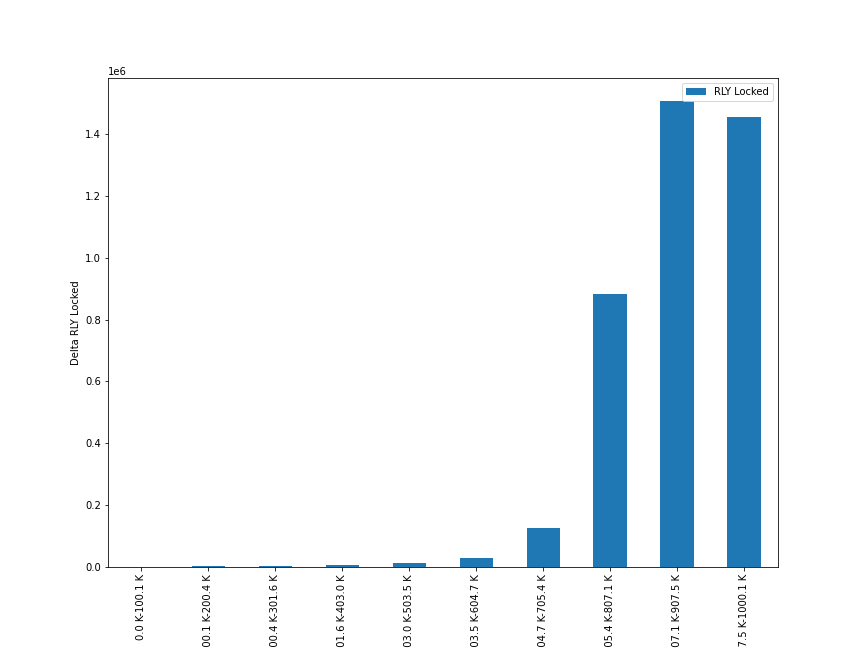 1e6
RLY Locked
Delta RLY Locked
1.4
1.2
1.0
0.8
0.6
0.4
0.2
0.0
0.0 K-100.1 K
00.1 K-200.4 K
00.4 K-301.6 K
01.6 K-403.0 K
03.0 K-503.5 K
03.5 K-604.7 K
04.7 K-705.4 K
05.4 K-807.1 K
07.1 K-907.5 K
7.5 K-1000.1 K